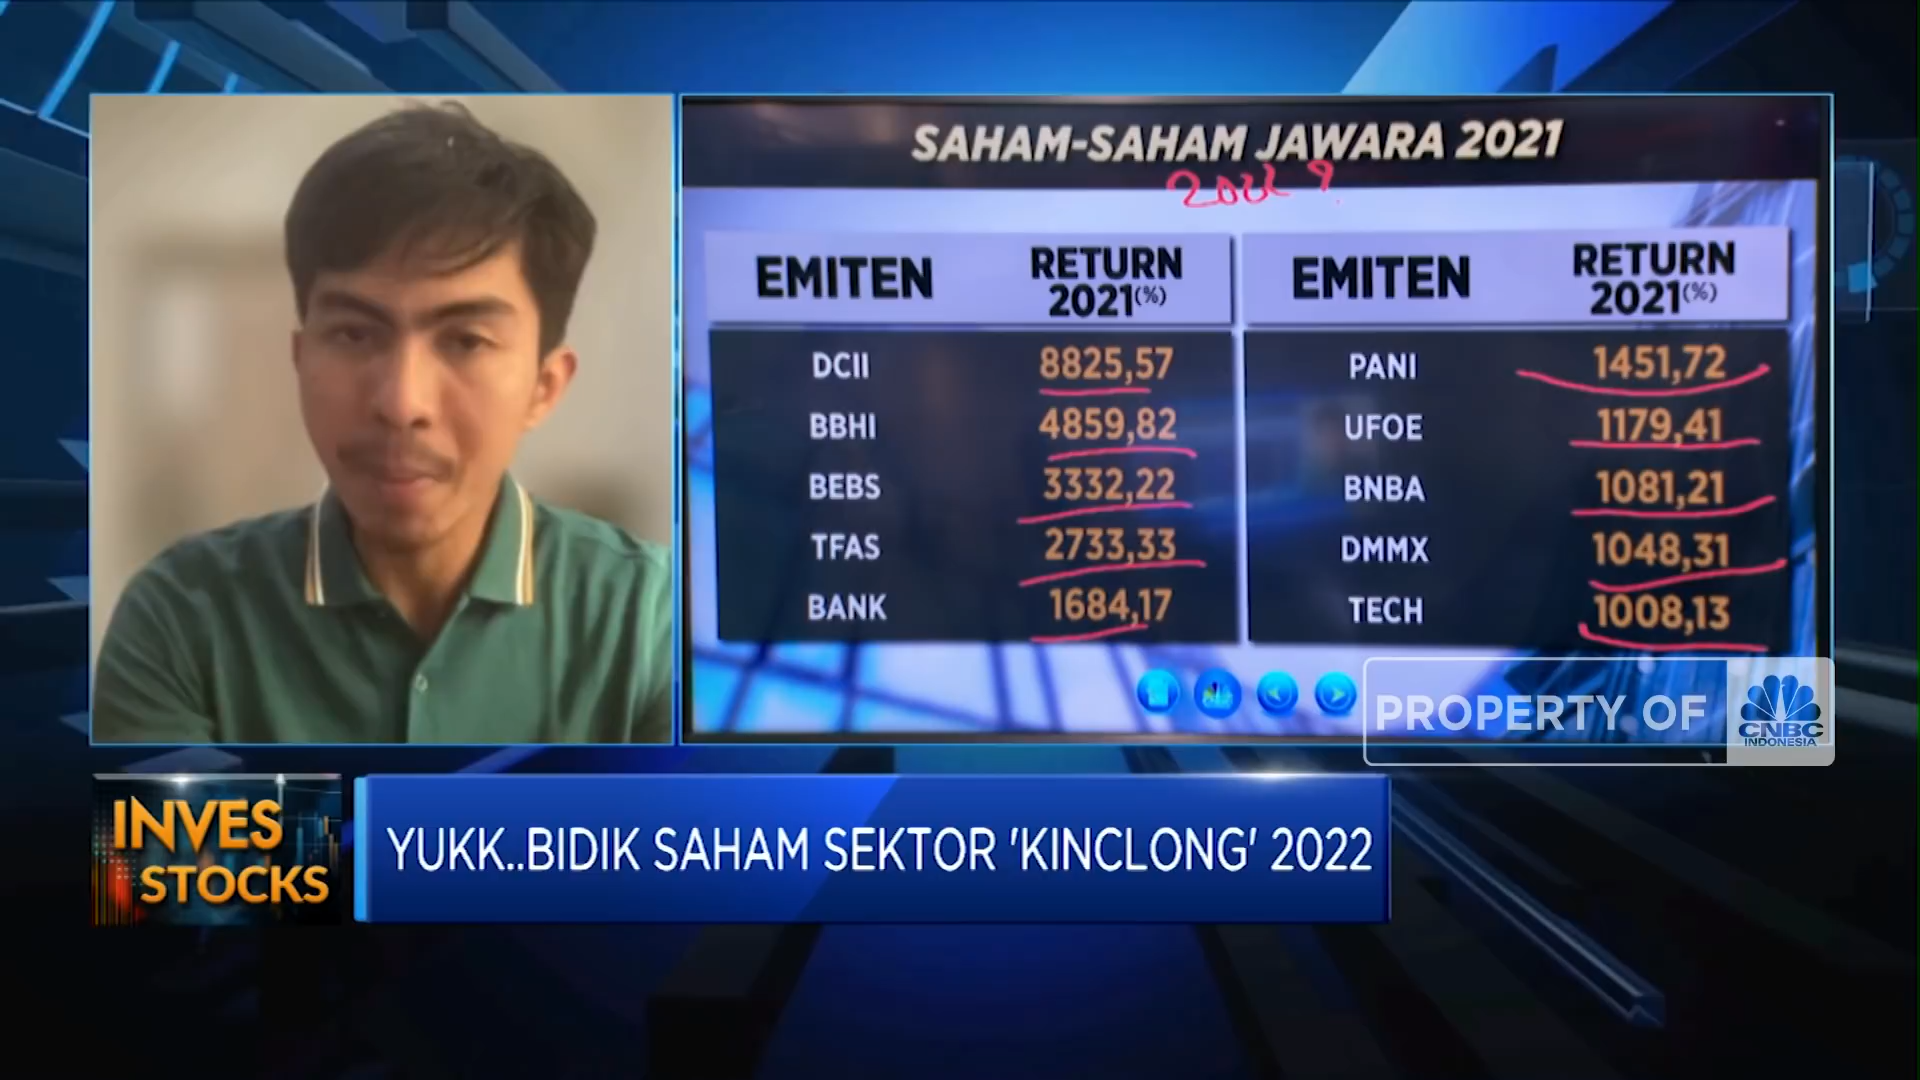 SAHAM-SAHAM JAWARA 2021
2022 ?
EMITEN RETURN 2021(%) EMITEN RETURN 2021(%)
DCII 8825,57 PANI 1451,72
BBHI 4859,82 UFOE 1179,41
BEBS 3332,22 BNBA 1081,21
TFAS 2733,33 DMMX 1048,31
BANK 1684,17 TECH 1008,13
PROPERTY OF CNBC INDONESIA
INVES STOCKS
YUKK..BIDIK SAHAM SEKTOR 'KINCLONG' 2022